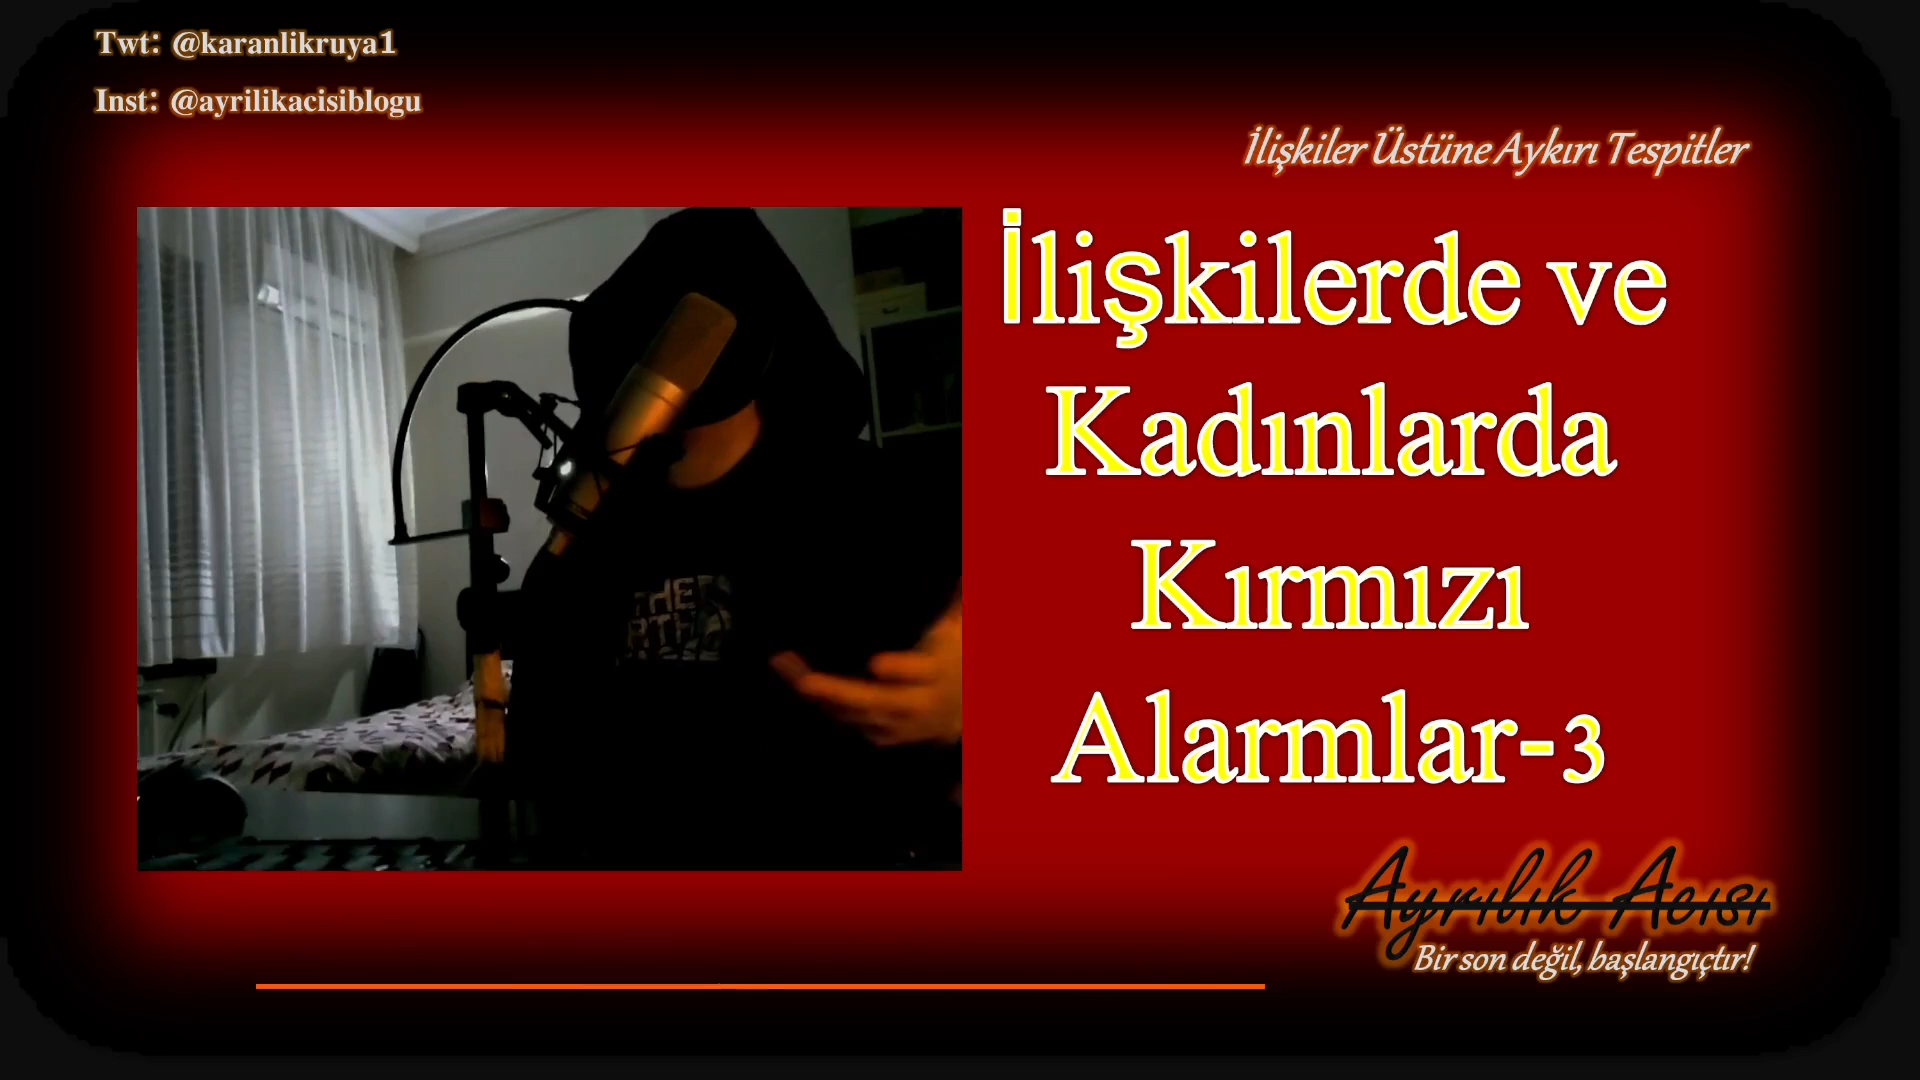 Twt: @karanlikruya1
Inst: @ayrilikacisiblogu
İlişkiler Üstüne Aykırı Tespitler
İlişkilerde ve
Kadınlarda
Kırmızı
Alarmlar-3
THE
Ayrılık Acısı
Bir son değil, başlangıçtır!